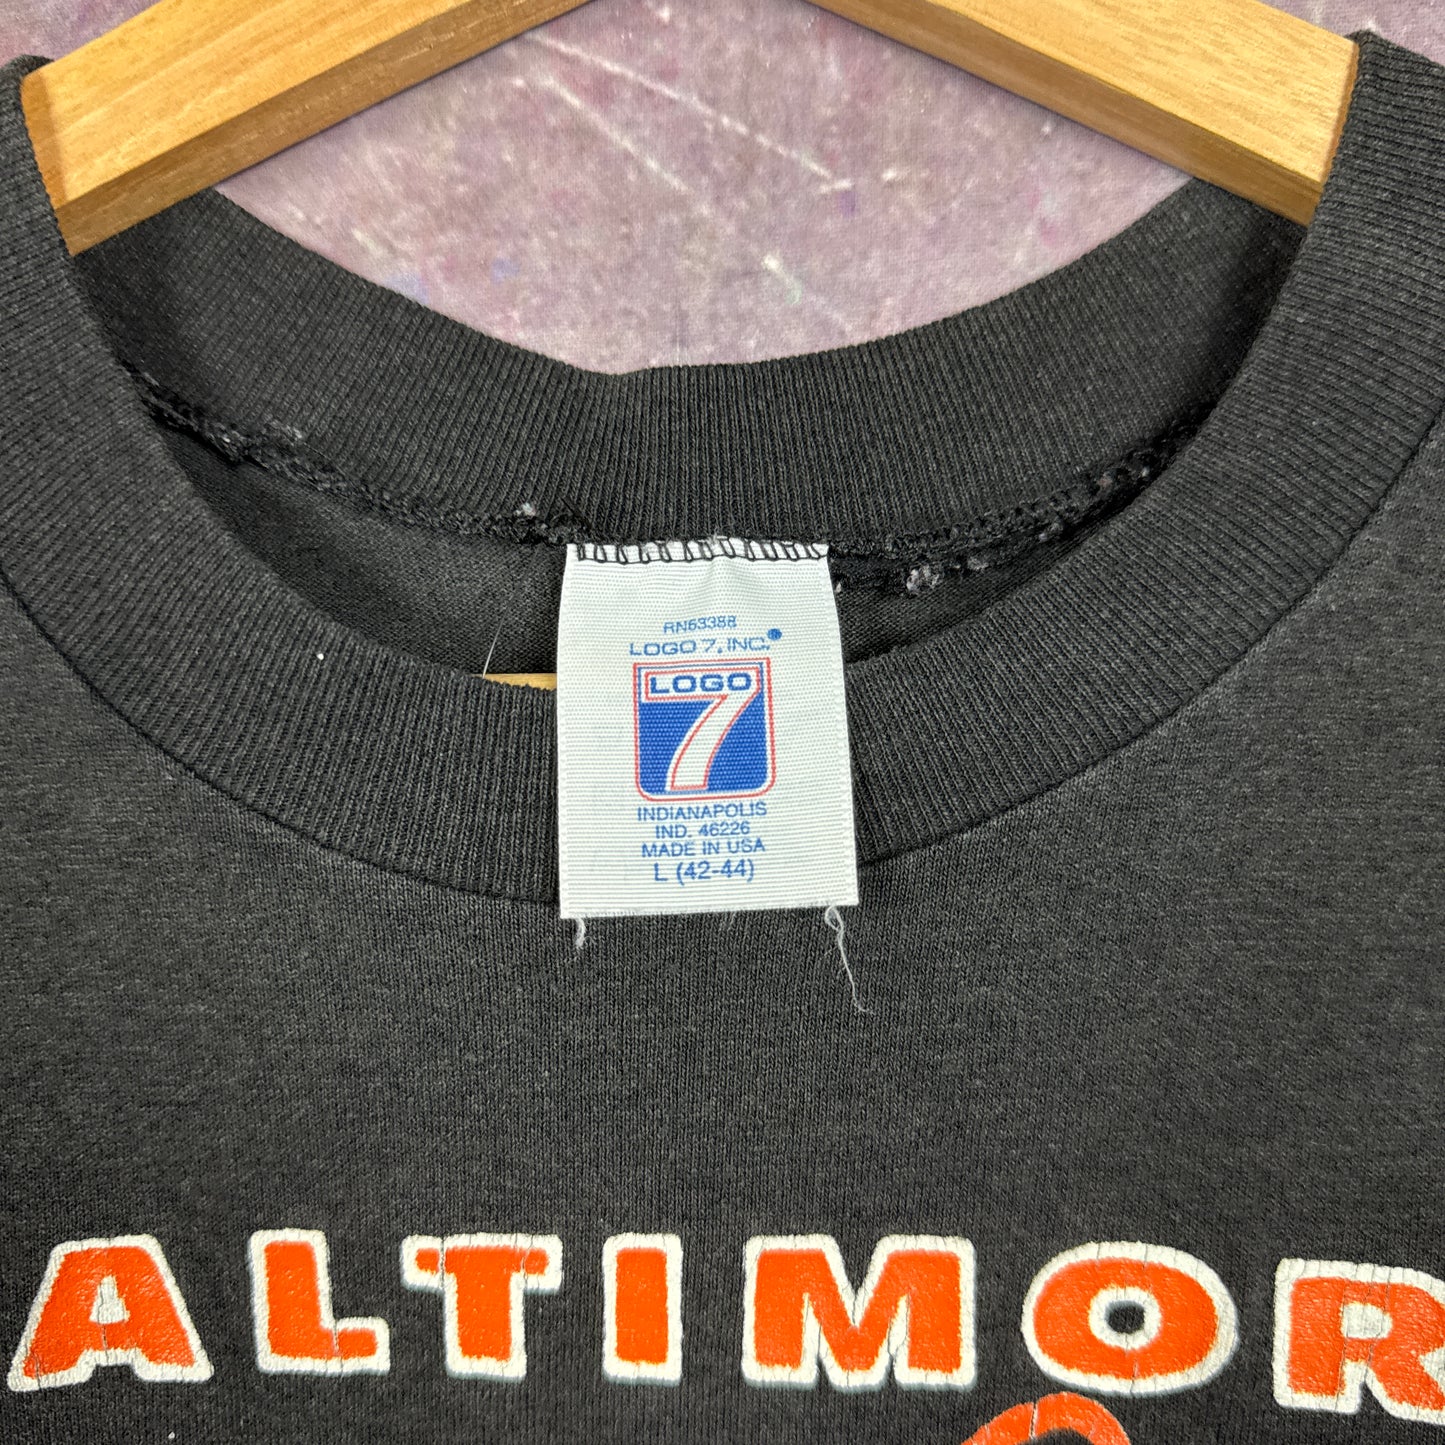 RN63388
LOGO 7, INC.®
LOGO
7
INDIANAPOLIS
IND. 46226
MADE IN USA
L (42-44)
ALTIMOR